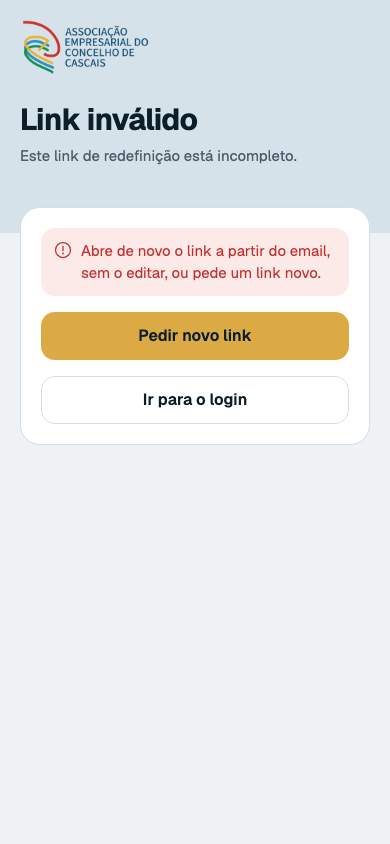 ASSOCIAÇÃO
EMPRESARIAL DO
CONCELHO DE
CASCAIS
Link inválido
Este link de redefinição está incompleto.
Abre de novo o link a partir do email,
sem o editar, ou pede um link novo.
Pedir novo link
Ir para o login